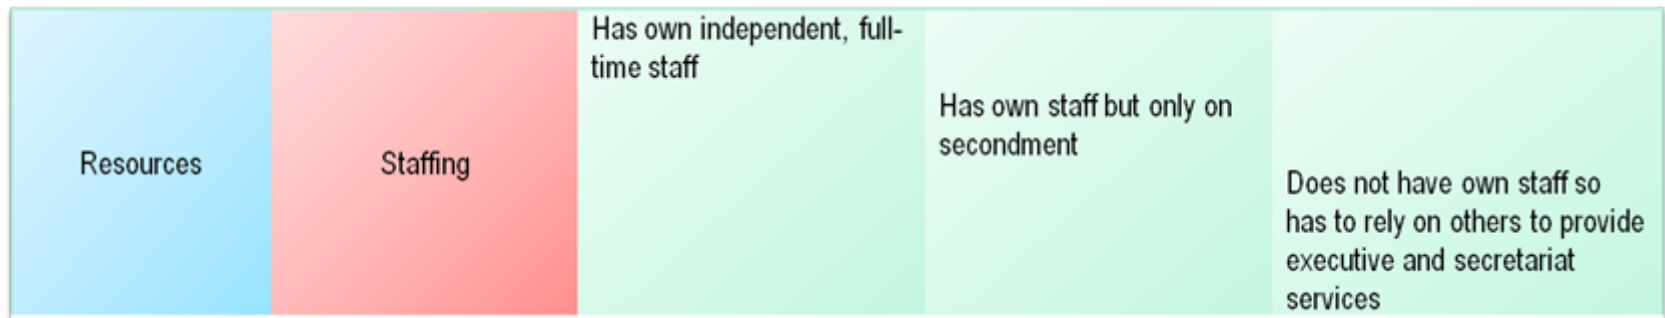 Resources
Staffing
Has own independent, full-
time staff
Has own staff but only on
secondment
Does not have own staff so
has to rely on others to provide
executive and secretariat
services